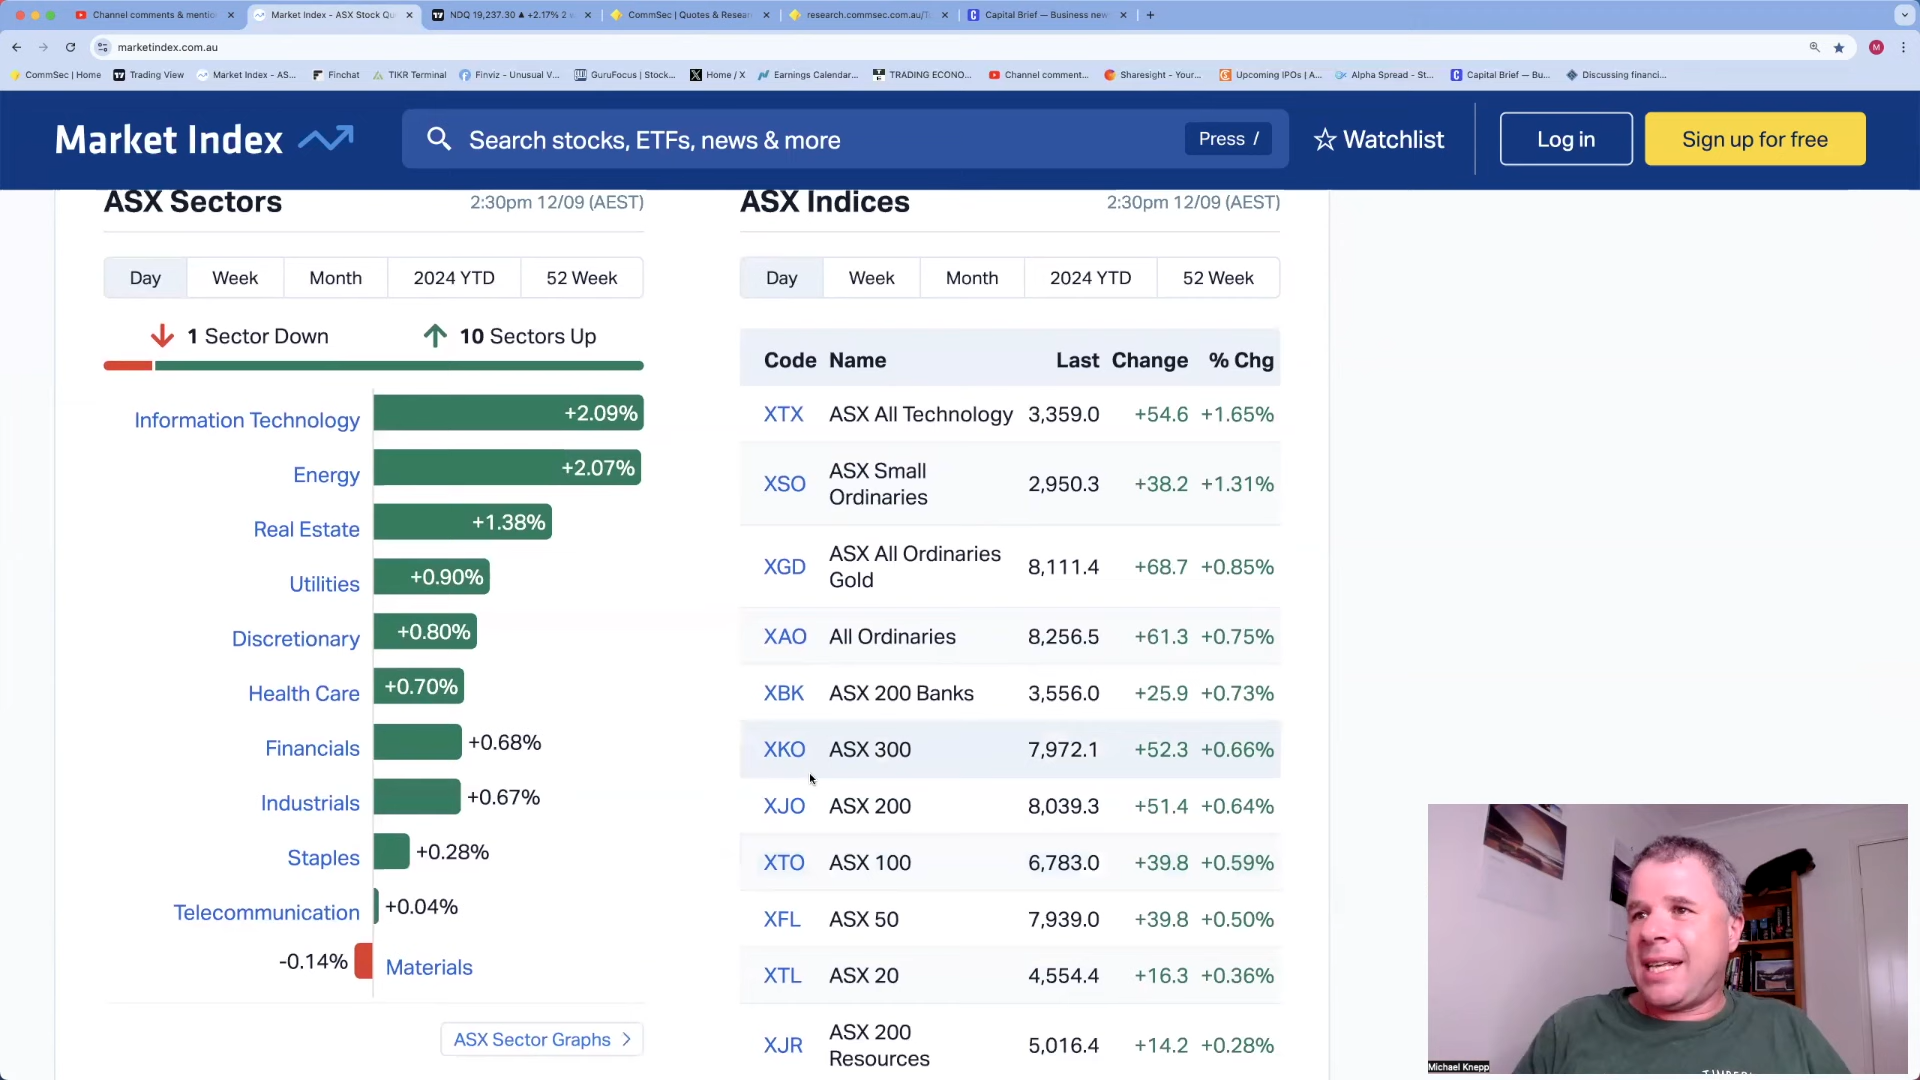 Channel comments & mentio
Market Index - ASX Stock Qu
NDQ 19,237.30 ▲ +2.17% 2
CommSec | Quotes & Resear
research.commsec.com.au/
Capital Brief — Business new
marketindex.com.au
CommSec | Home
Trading View
Market Index - AS...
Finchat
TIKR Terminal
Finviz - Unusual V...
GuruFocus | Stock...
Home / X
Earnings Calendar...
TRADING ECONO...
Channel comment...
Sharesight - Your...
Upcoming IPOs | A...
Alpha Spread - St...
Capital Brief — Bu...
Discussing financi...
Market Index
Search stocks, ETFs, news & more
Press /
Watchlist
Log in
Sign up for free
ASX Sectors
2:30pm 12/09 (AEST)
Day
Week
Month
2024 YTD
52 Week
1 Sector Down
10 Sectors Up
Information Technology +2.09%
Energy +2.07%
Real Estate +1.38%
Utilities +0.90%
Discretionary +0.80%
Health Care +0.70%
Financials +0.68%
Industrials +0.67%
Staples +0.28%
Telecommunication +0.04%
-0.14% Materials
ASX Sector Graphs
ASX Indices
2:30pm 12/09 (AEST)
Day
Week
Month
2024 YTD
52 Week
Code Name Last Change % Chg
XTX ASX All Technology 3,359.0 +54.6 +1.65%
XSO ASX Small Ordinaries 2,950.3 +38.2 +1.31%
XGD ASX All Ordinaries Gold 8,111.4 +68.7 +0.85%
XAO All Ordinaries 8,256.5 +61.3 +0.75%
XBK ASX 200 Banks 3,556.0 +25.9 +0.73%
XKO ASX 300 7,972.1 +52.3 +0.66%
XJO ASX 200 8,039.3 +51.4 +0.64%
XTO ASX 100 6,783.0 +39.8 +0.59%
XFL ASX 50 7,939.0 +39.8 +0.50%
XTL ASX 20 4,554.4 +16.3 +0.36%
XJR ASX 200 Resources 5,016.4 +14.2 +0.28%
Michael Knepp